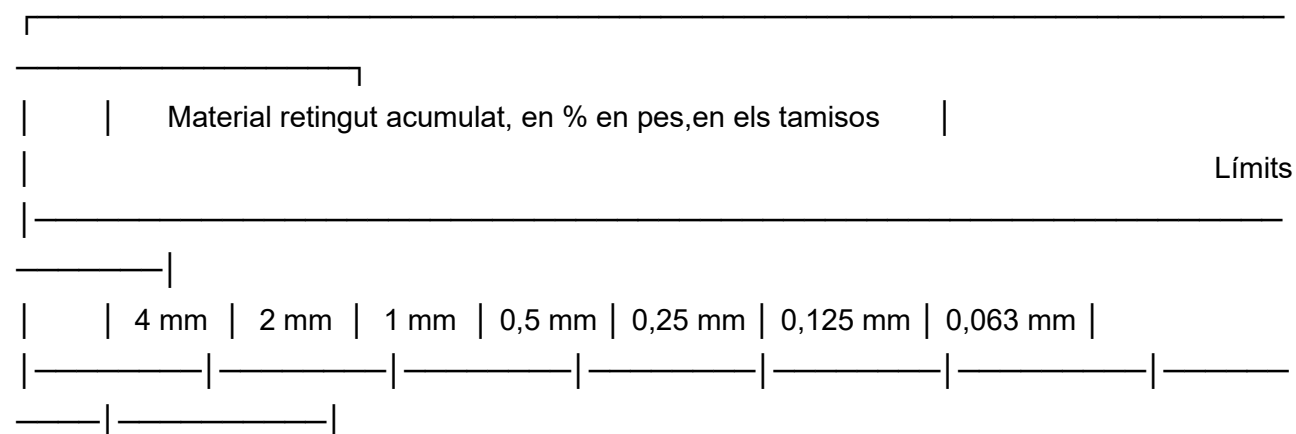 Material retingut acumulat, en % en pes,en els tamisos
Límits
4 mm | 2 mm | 1 mm | 0,5 mm | 0,25 mm | 0,125 mm | 0,063 mm |